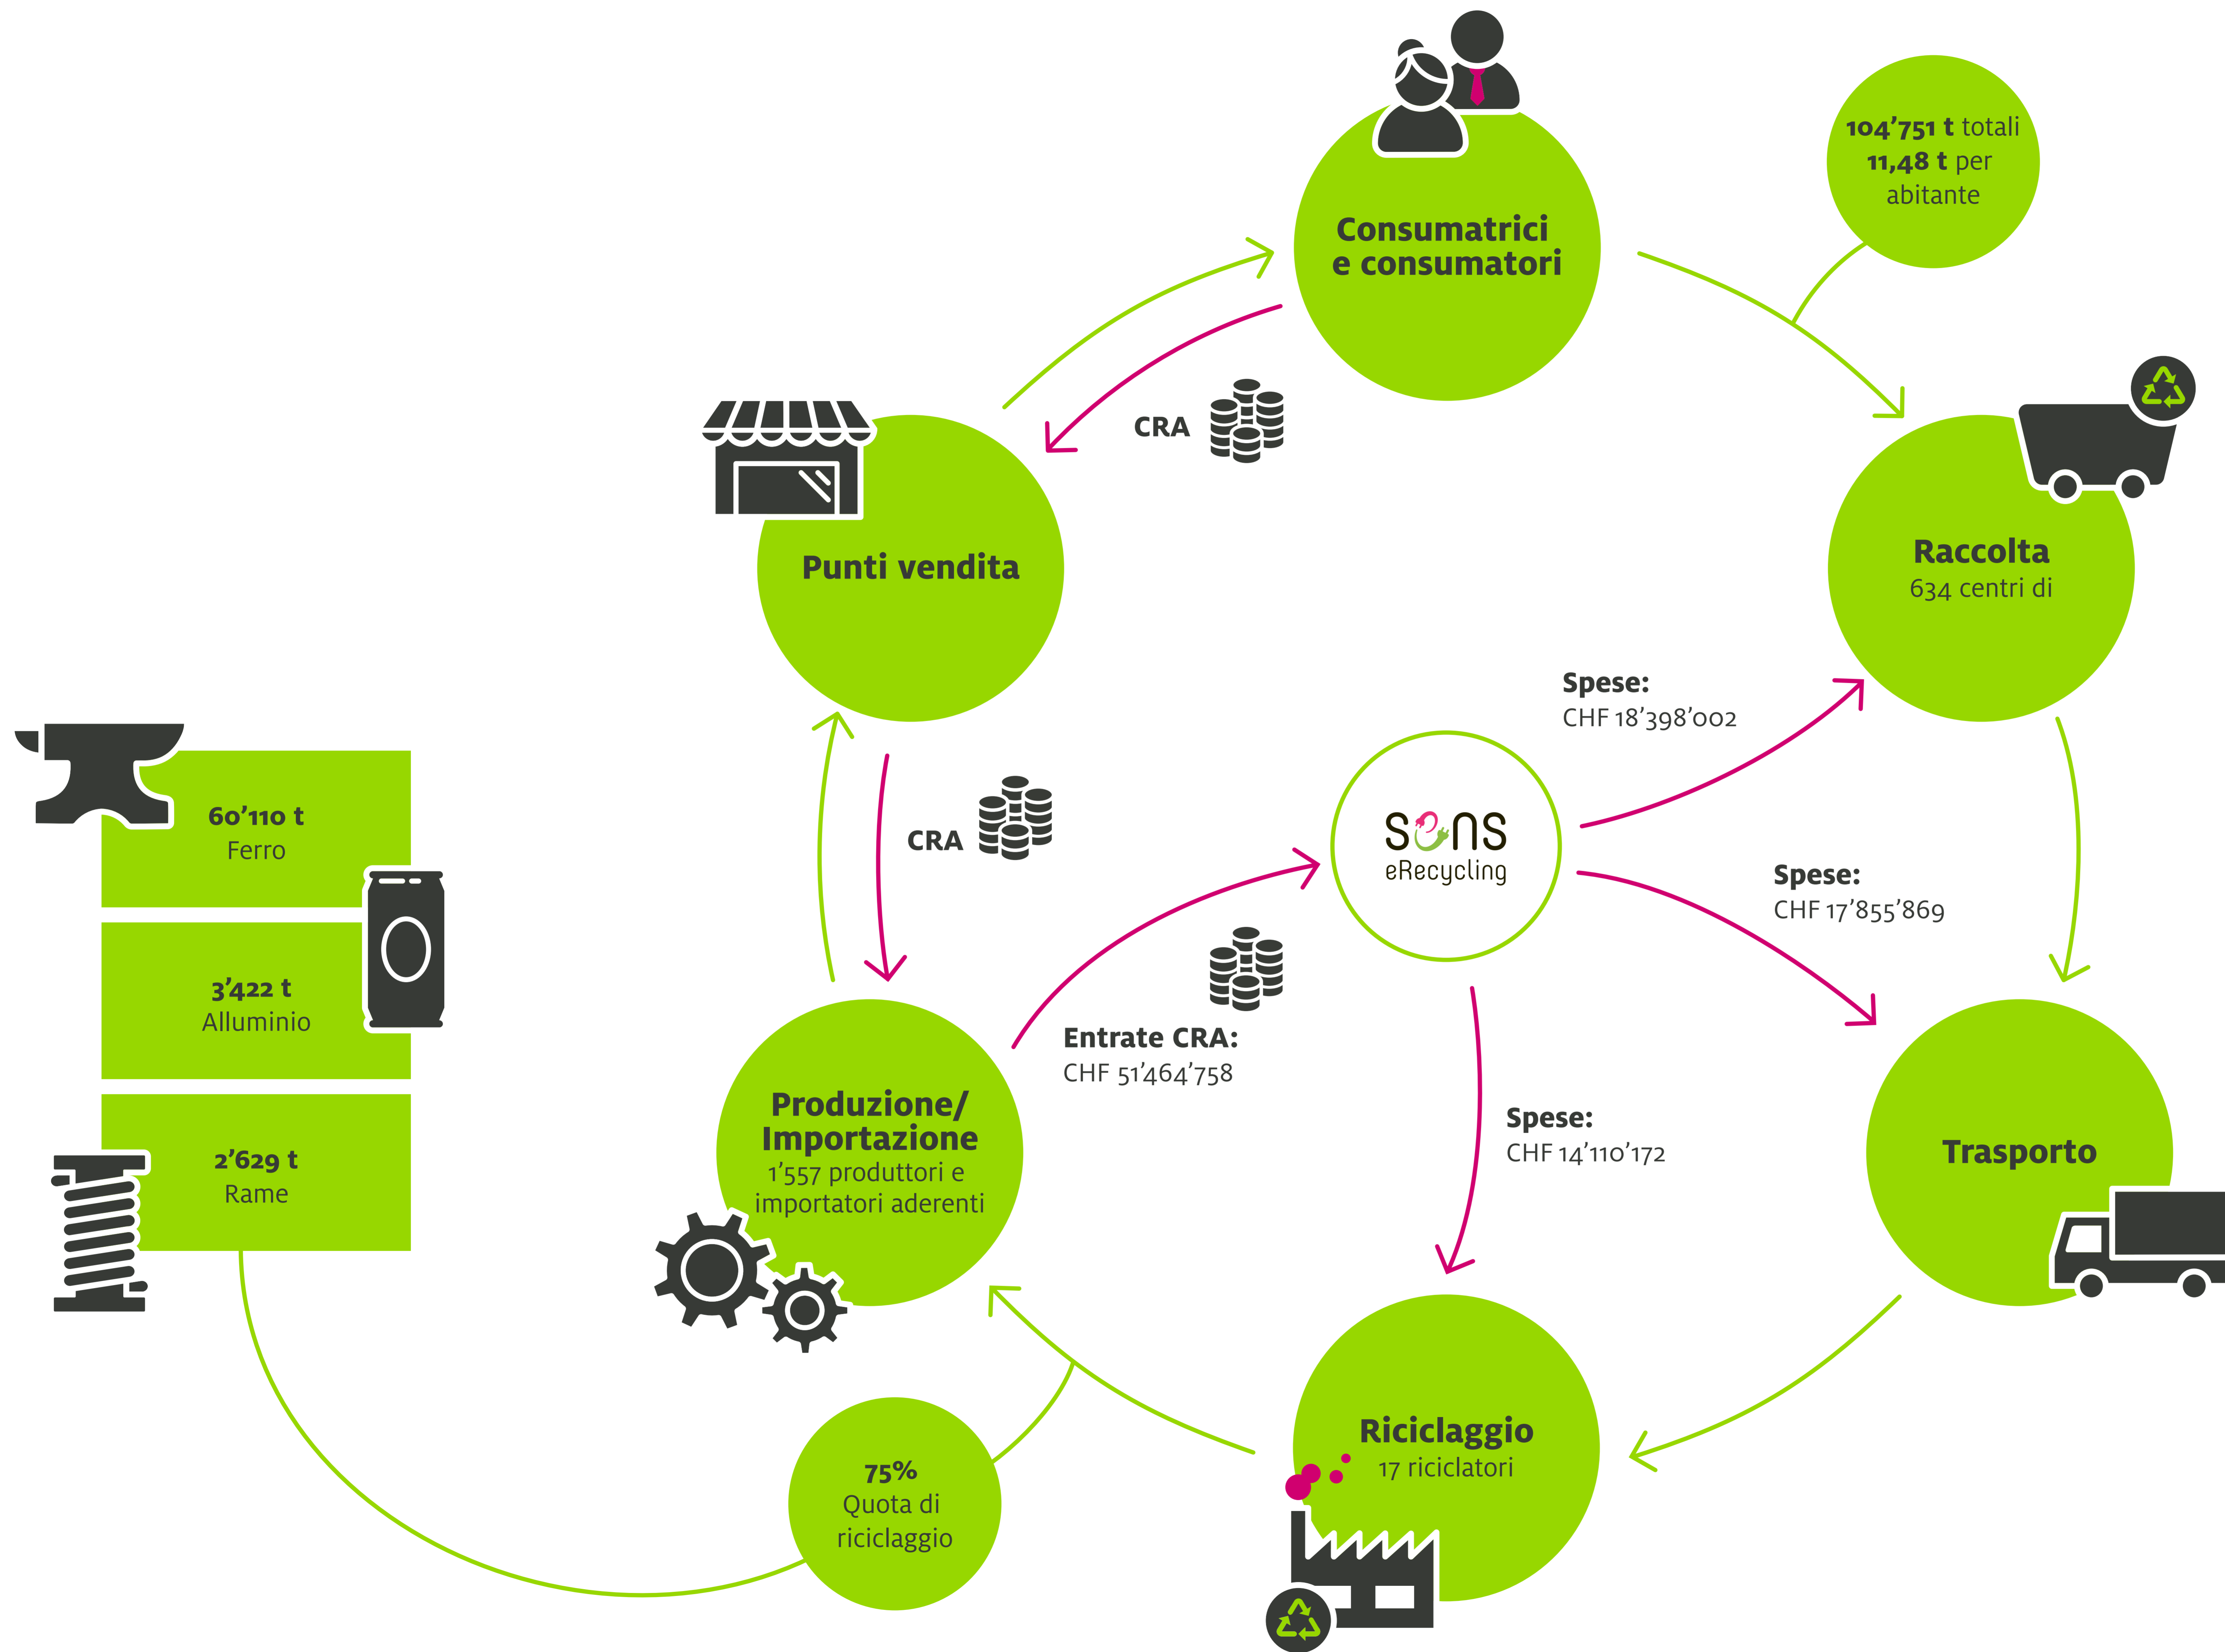 104’751 t totali
11,48 t per
abitante
Consumatrici
e consumatori
CRA
Punti vendita
Raccolta
634 centri di
Spese:
CHF 18’398’002
60’110 t
Ferro
CRA
sens
eRecycling
Spese:
CHF 17’855’869
3’422 t
Alluminio
Entrate CRA:
CHF 51’464’758
Produzione/
Importazione
1’557 produttori e
importatori aderenti
Spese:
CHF 14’110’172
Trasporto
2’629 t
Rame
Riciclaggio
17 riciclatori
75%
Quota di
riciclaggio